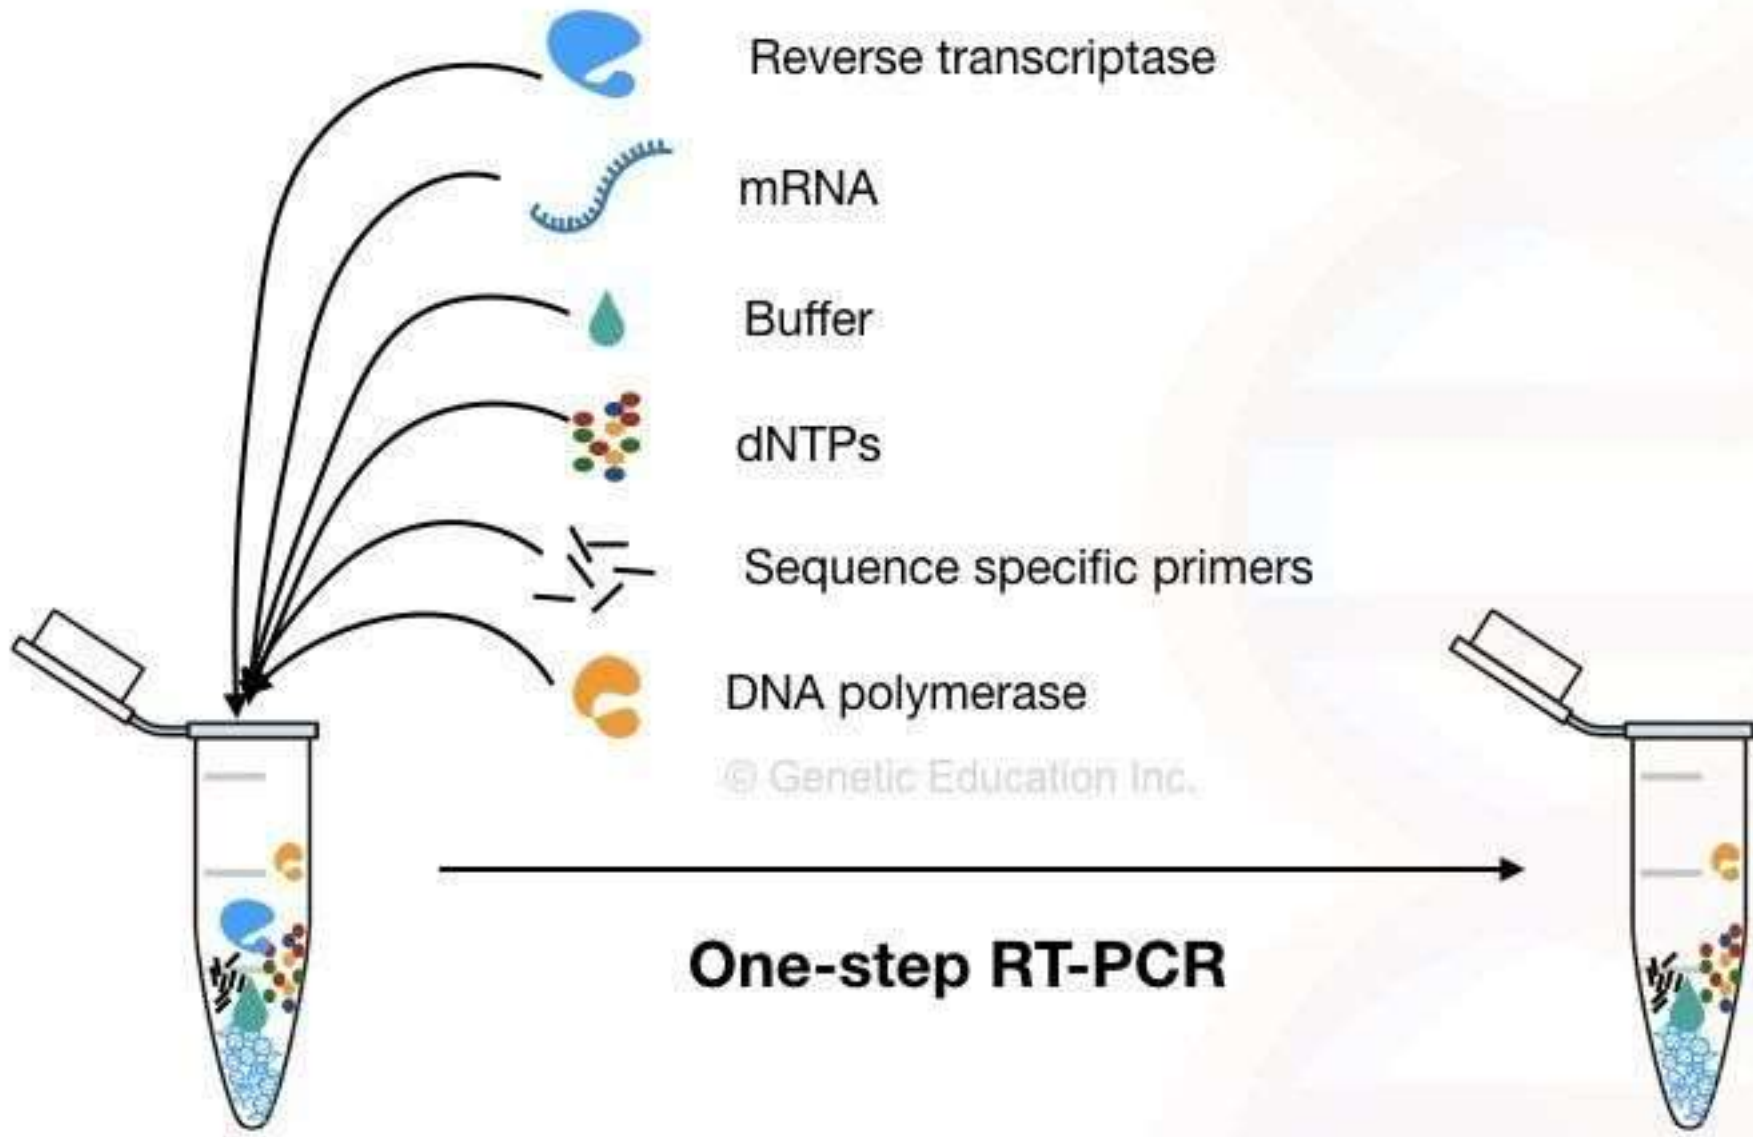 Reverse transcriptase
mRNA
Buffer
dNTPs
Sequence specific primers
DNA polymerase
© Genetic Education Inc.
One-step RT-PCR